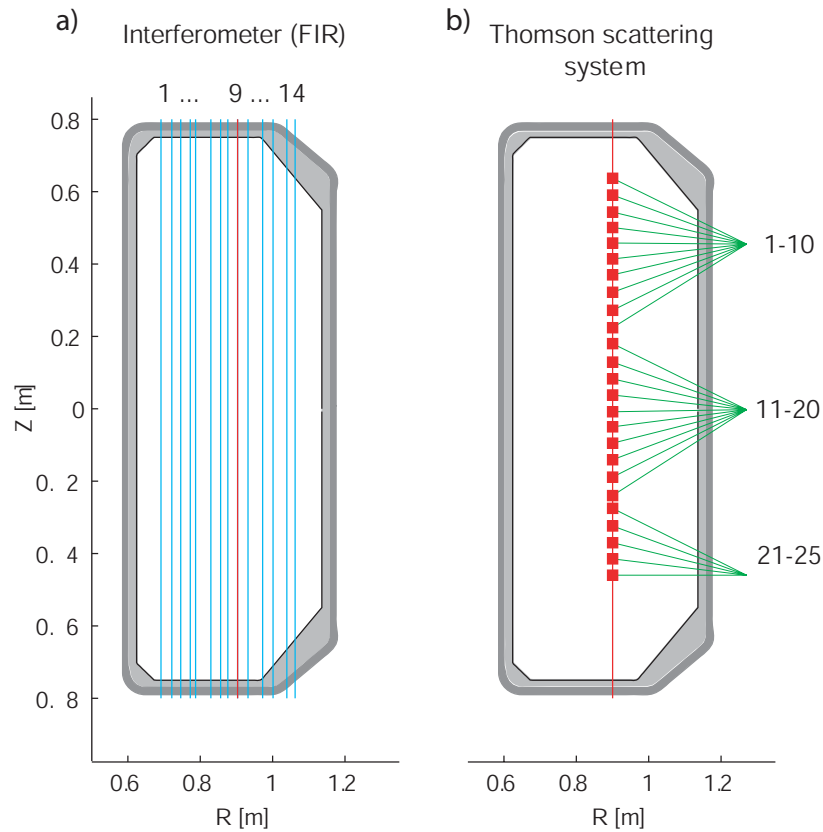 a)
Interferometer (FIR)
b)
Thomson scattering
system
1 ...
9 ... 14
0.8
0.6
0.4
0.2
0
0. 2
0. 4
0. 6
0. 8
Z [m]
0.6
0.8
1
1.2
R [m]
1-10
11-20
21-25
0.6
0.8
1
1.2
R [m]